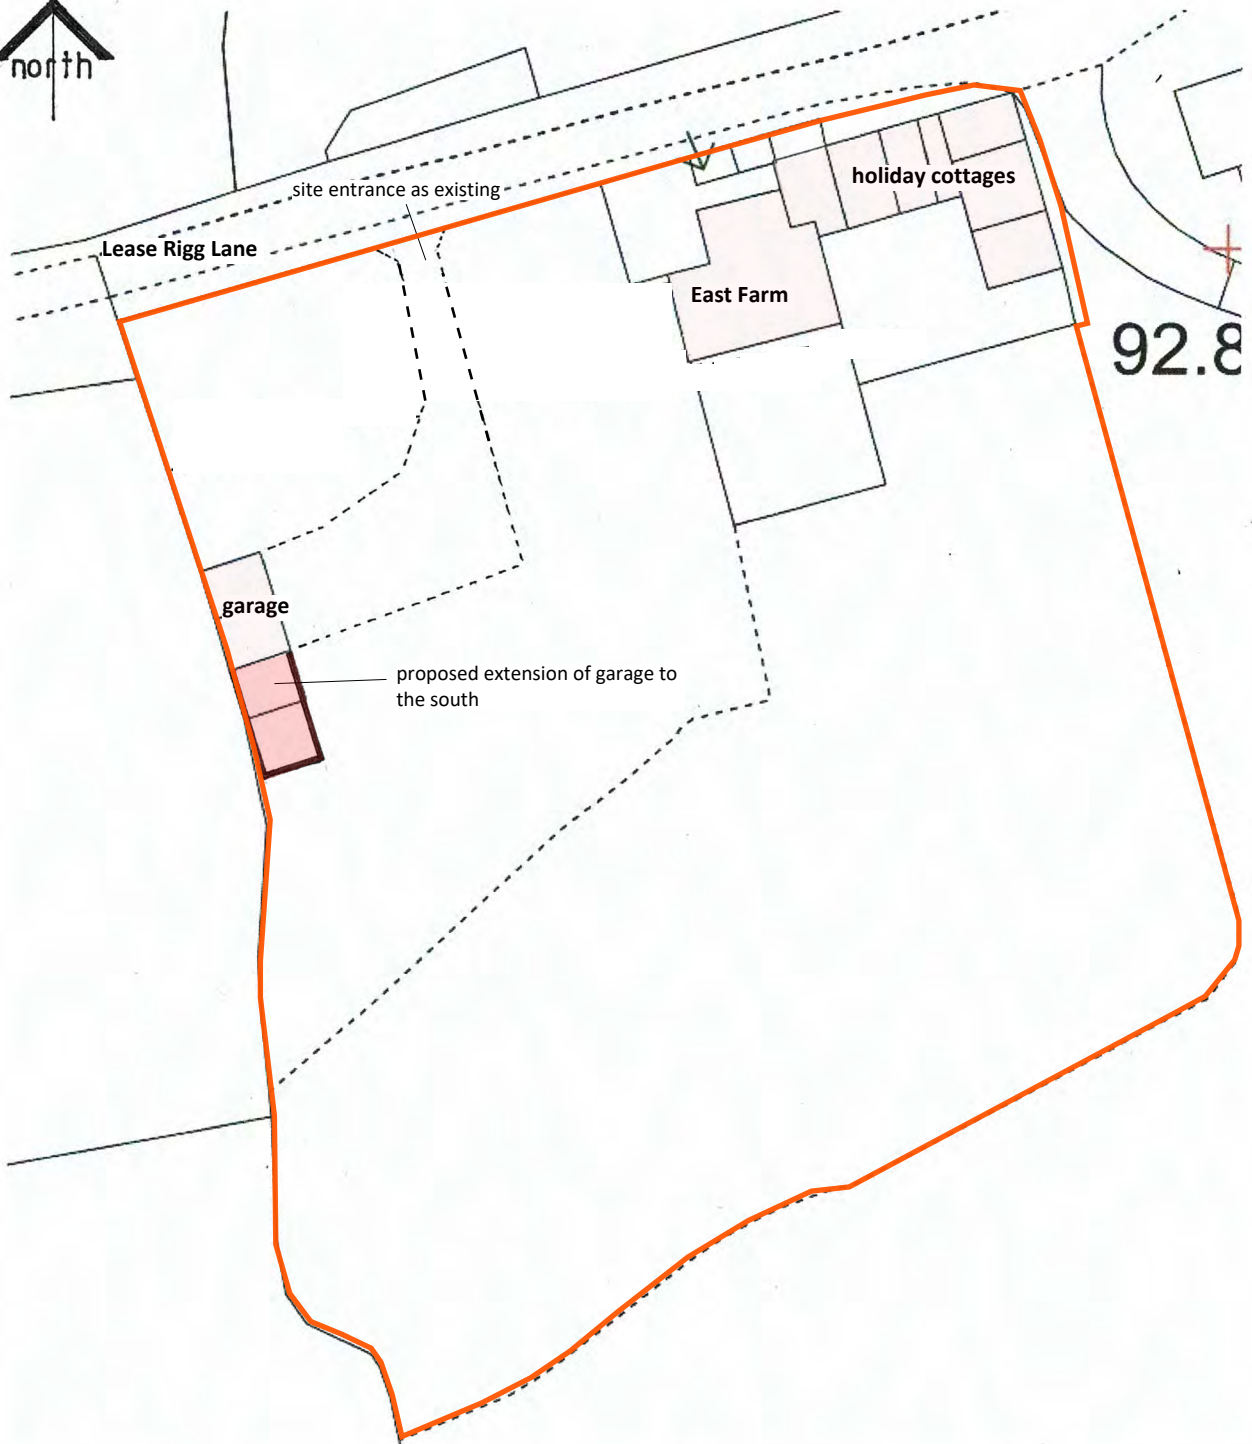 north
site entrance as existing
holiday cottages
Lease Rigg Lane
East Farm
92.8
garage
proposed extension of garage to
the south